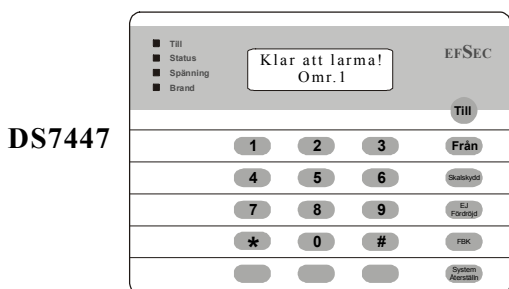 Till
Status
Spänning
Brand
Klar att larma!
Omr.1
EFSEC
Till
DS7447
1 2 3 Från
4 5 6 Skalskydd
7 8 9 EJ
Fördröjd
* 0 # FBK
System
Återställn